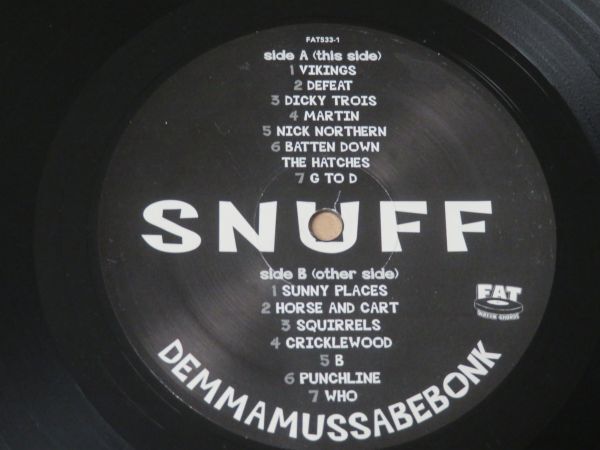 FAT533-1
side A (this side)
1 VIKINGS
2 DEFEAT
3 DICKY TROIS
4 MARTIN
5 NICK NORTHERN
6 BATTEN DOWN
THE HATCHES
7 G TO D
SNUFF
side B (other side)
1 SUNNY PLACES
2 HORSE AND CART
3 SQUIRRELS
4 CRICKLEWOOD
5 B
6 PUNCHLINE
7 WHO
FAT
WRECK CHORDS
DEMMAMUSSABEBONK